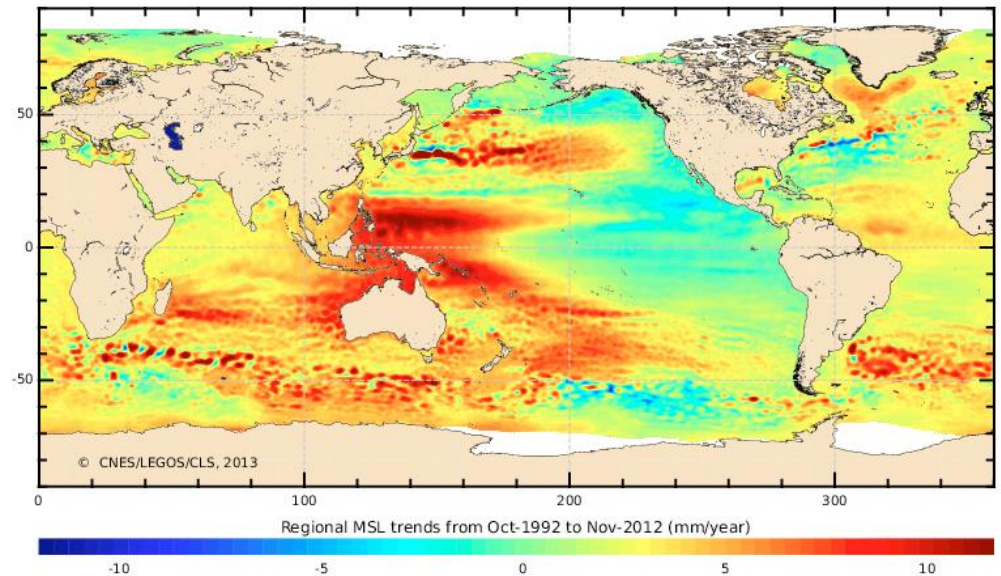 50
0
-50
© CNES/LEGOS/CLS, 2013
0 100 200 300
Regional MSL trends from Oct-1992 to Nov-2012 (mm/year)
-10 -5 0 5 10